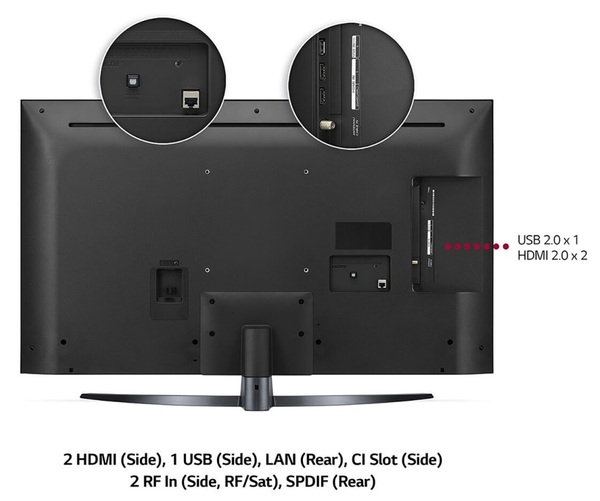 USB 2.0 x 1
HDMI 2.0 x 2
2 HDMI (Side), 1 USB (Side), LAN (Rear), CI Slot (Side)
2 RF In (Side, RF/Sat), SPDIF (Rear)